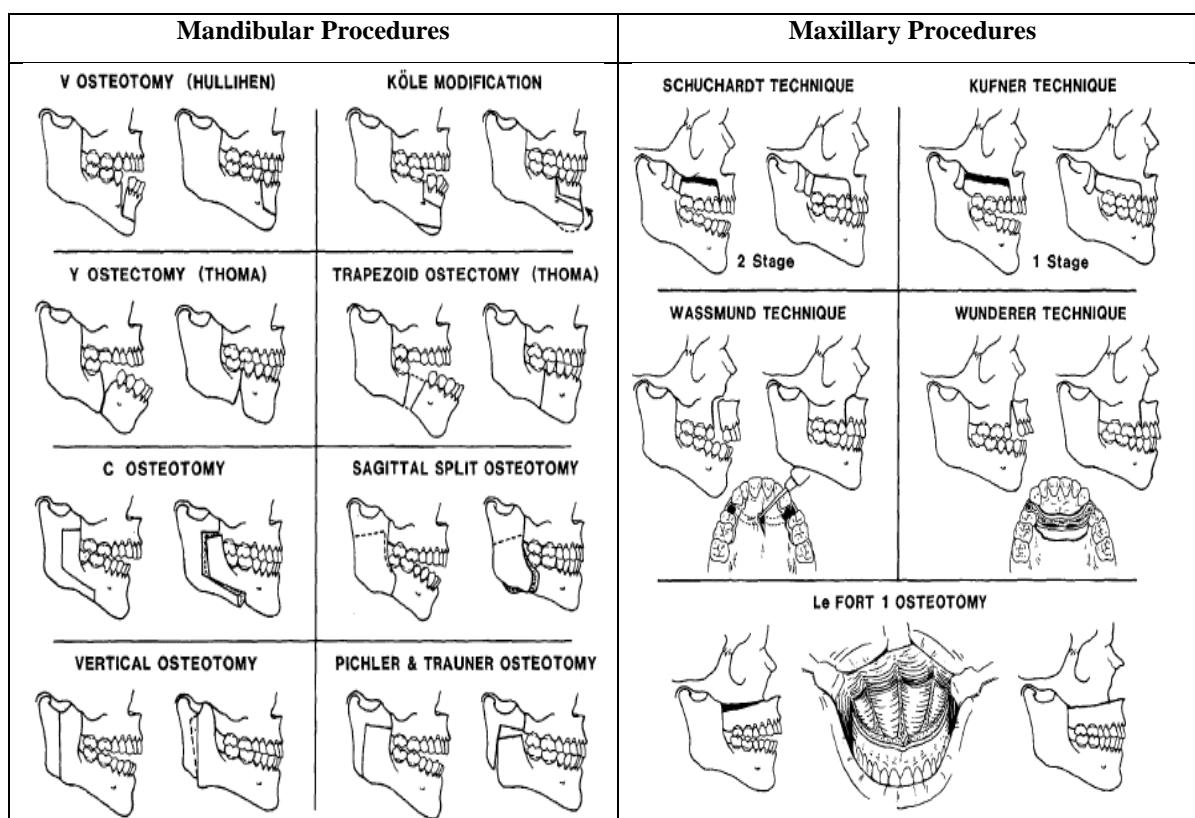 Mandibular Procedures
Maxillary Procedures
V OSTEOTOMY (HULLIHEN)
KÖLE MODIFICATION
Y OSTECTOMY (THOMA)
TRAPEZOID OSTECTOMY (THOMA)
C OSTEOTOMY
SAGITTAL SPLIT OSTEOTOMY
VERTICAL OSTEOTOMY
PICHLER & TRAUNER OSTEOTOMY
SCHUCHARDT TECHNIQUE
KUFNER TECHNIQUE
2 Stage
1 Stage
WASSMUND TECHNIQUE
WUNDERER TECHNIQUE
Le FORT 1 OSTEOTOMY